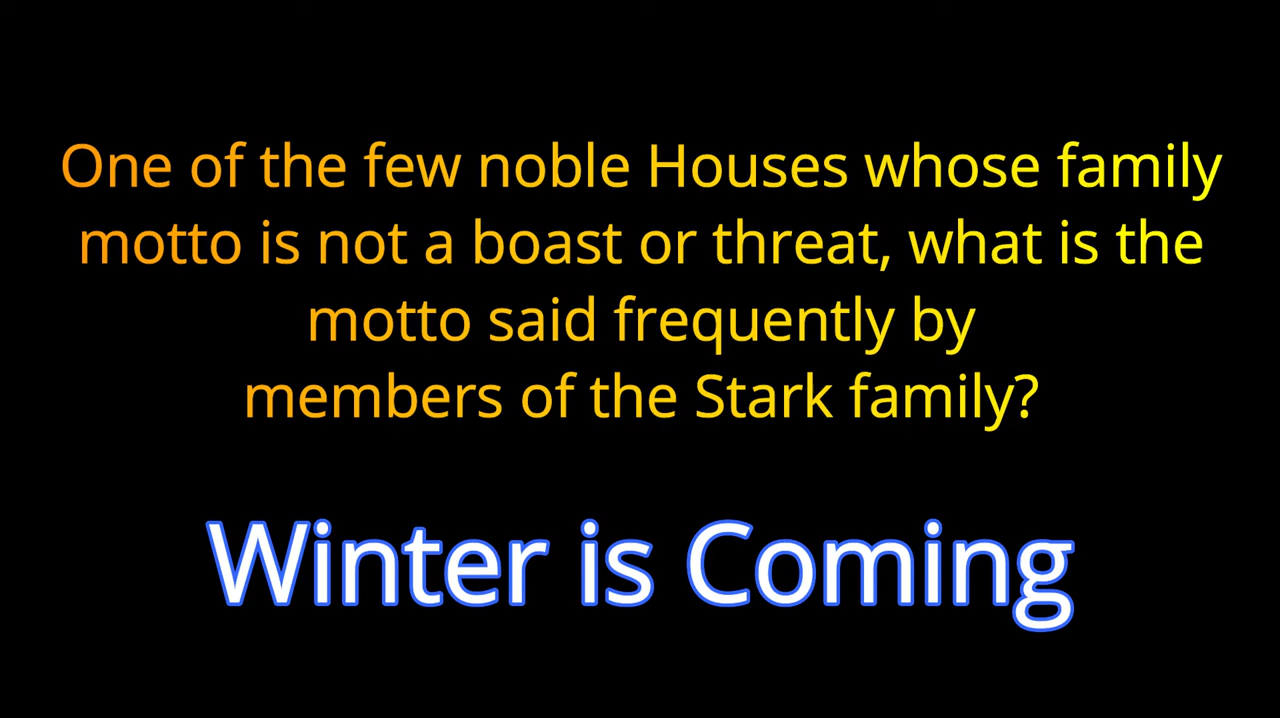 One of the few noble Houses whose family
motto is not a boast or threat, what is the
motto said frequently by
members of the Stark family?
Winter is Coming